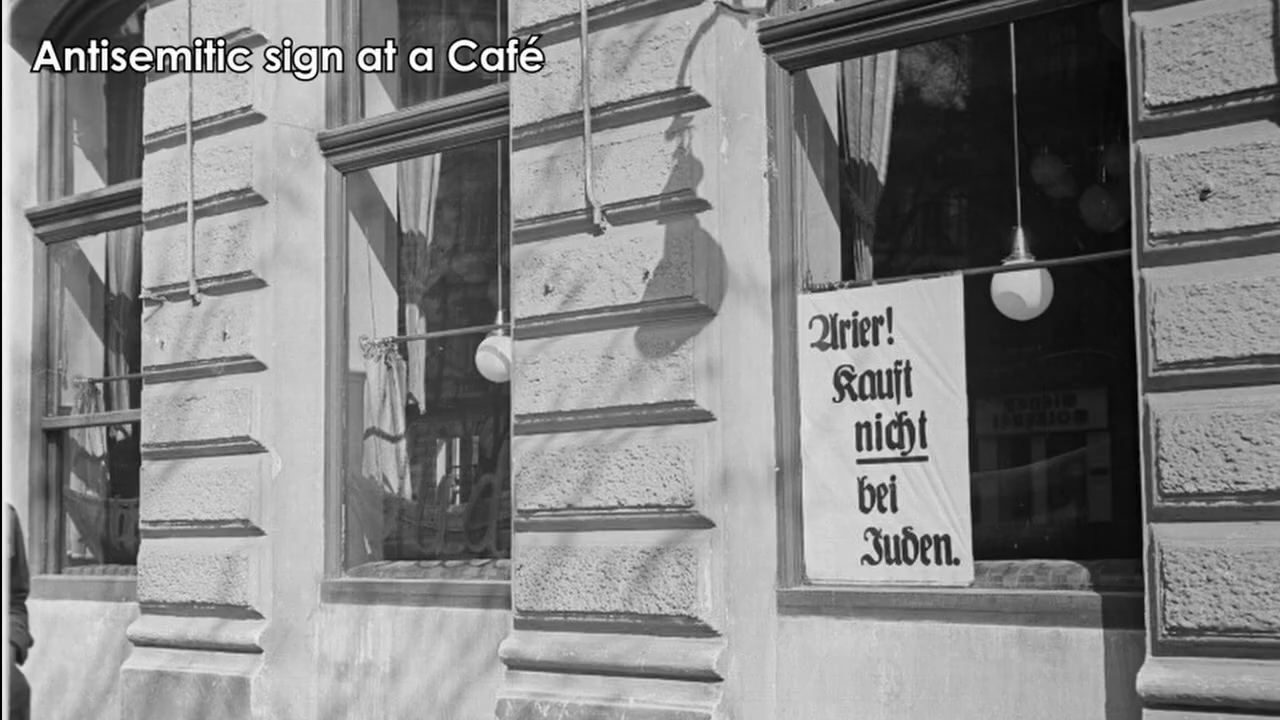 Antisemitic sign at a Café
Arier!
Kauft
nicht
bei
Juden.